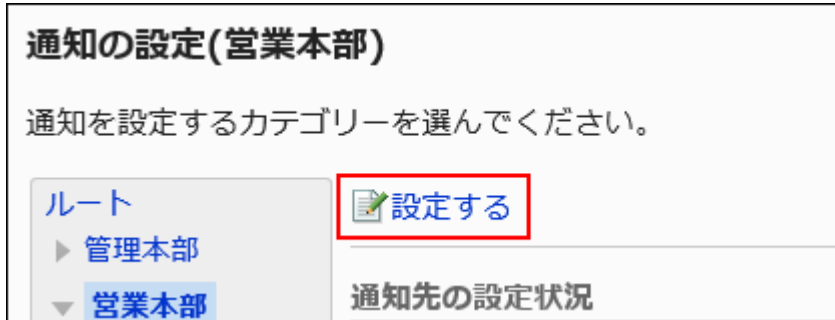 通知の設定(営業本部)
通知を設定するカテゴリーを選んでください。
ルート
設定する
管理本部
営業本部
通知先の設定状況